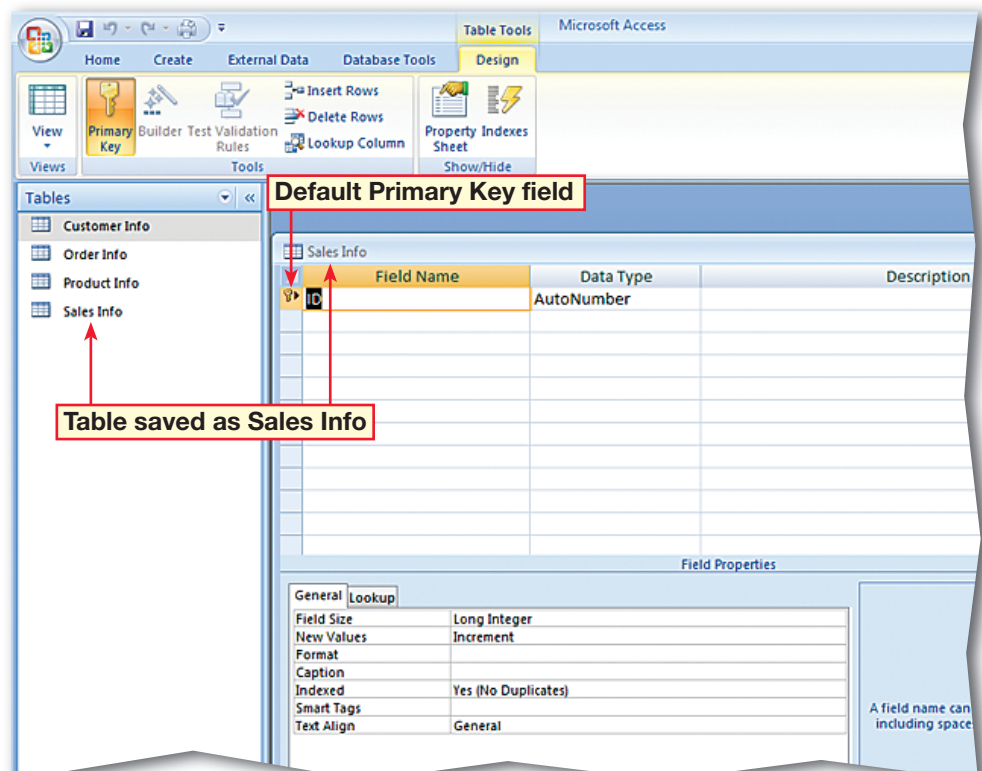 Table Tools
Microsoft Access
Home Create External Data Database Tools Design
View
Primary Key
Builder
Test Validation Rules
Insert Rows
Delete Rows
Lookup Column
Property Sheet
Indexes
Views
Tools
Show/Hide
Tables
Customer Info
Order Info
Product Info
Sales Info
Default Primary Key field
Sales Info
Field Name Data Type Description
ID AutoNumber
Table saved as Sales Info
Field Properties
General Lookup
Field Size Long Integer
New Values Increment
Format
Caption
Indexed Yes (No Duplicates)
Smart Tags
Text Align General
A field name can
including space